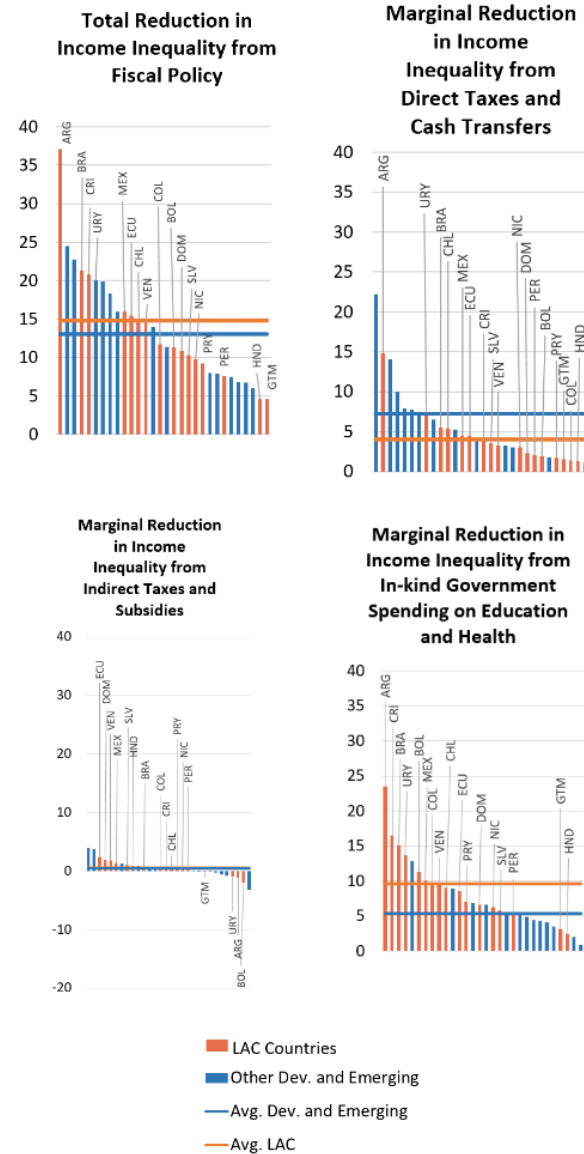 Total Reduction in
Income Inequality from
Fiscal Policy
40
35
30
25
20
15
10
5
0
ARG
BRA
CRI
URY
MEX
ECU
CHL
VEN
COL
BOL
DOM
SLV
NIC
PRY
PER
HND
GTM
Marginal Reduction
in Income
Inequality from
Direct Taxes and
Cash Transfers
40
35
30
25
20
15
10
5
0
ARG
URY
BRA
CHL
MEX
ECU
CRI
SLV
VEN
NIC
DOM
PER
BOL
PRY
GTM
COL
HND
Marginal Reduction
in Income
Inequality from
Indirect Taxes and
Subsidies
40
30
20
10
0
-10
-20
ECU
DOM
VEN
MEX
SLV
HND
BRA
COL
CRI
CHL
PRY
NIC
PER
GTM
URY
ARG
BOL
Marginal Reduction in
Income Inequality from
In-kind Government
Spending on Education
and Health
40
35
30
25
20
15
10
5
0
ARG
CRI
BRA
URY
BOL
MEX
COL
VEN
CHL
ECU
PRY
DOM
NIC
SLV
PER
GTM
HND
LAC Countries
Other Dev. and Emerging
Avg. Dev. and Emerging
Avg. LAC